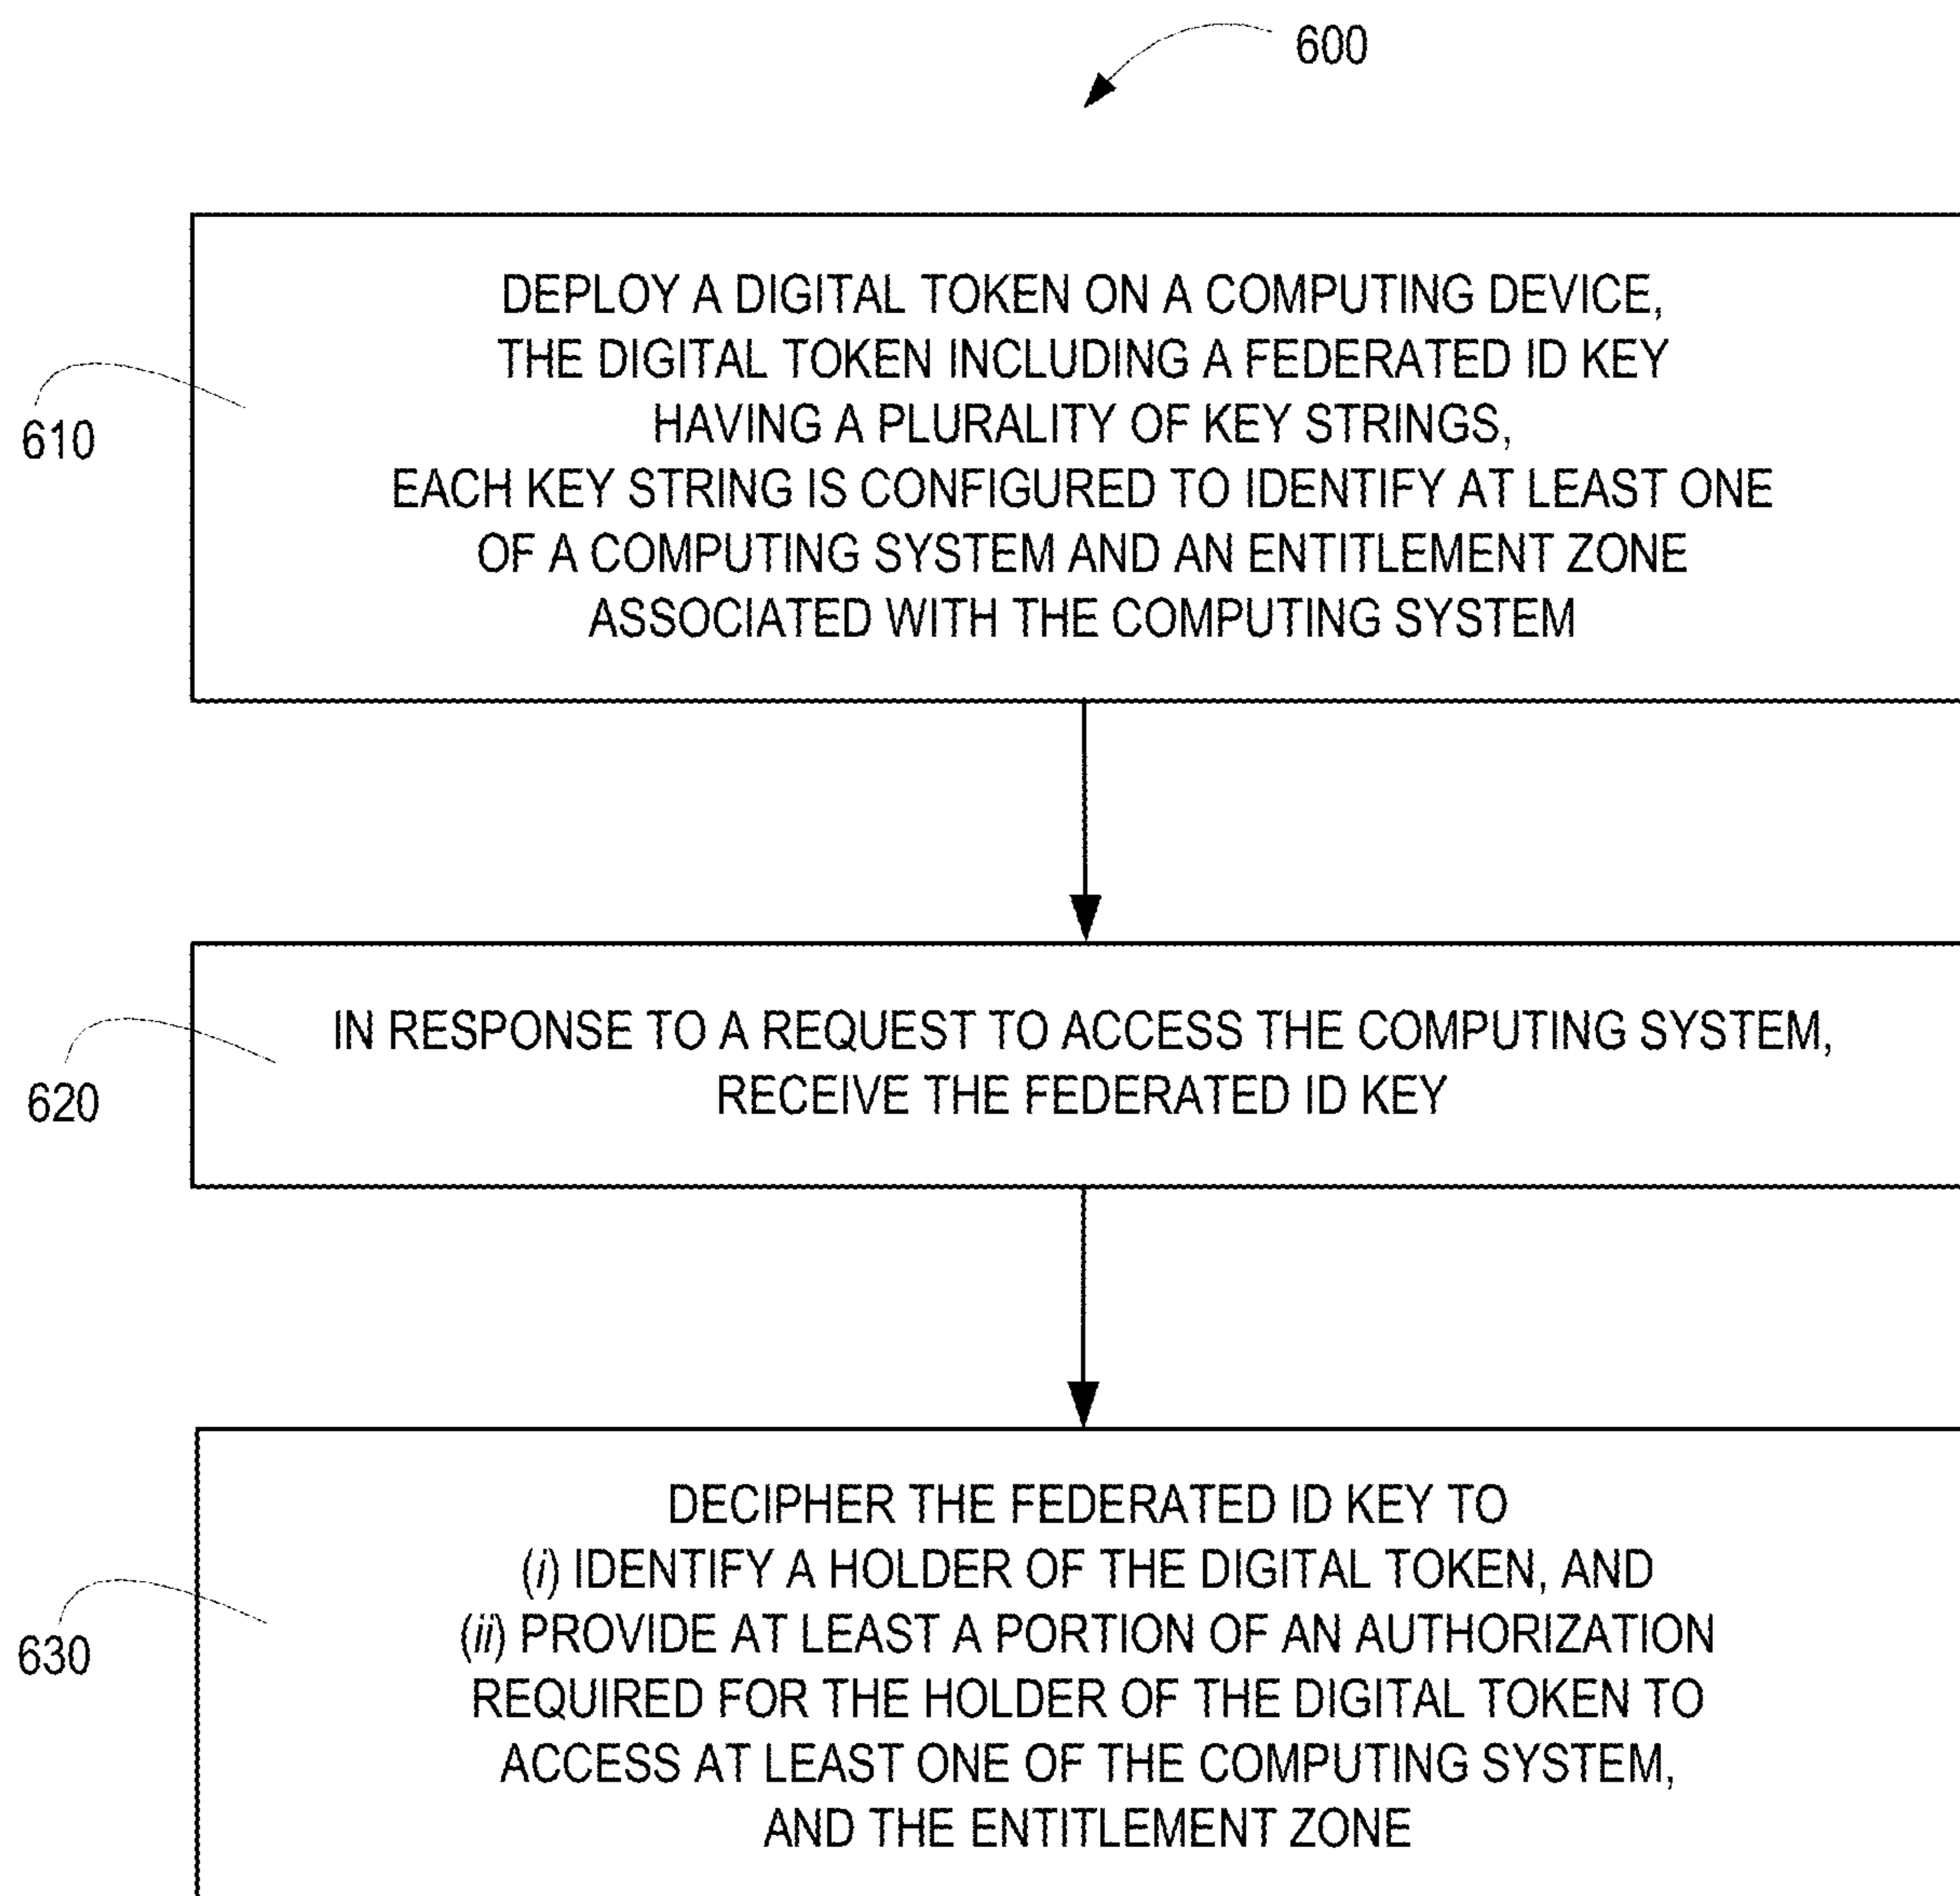 600
DEPLOY A DIGITAL TOKEN ON A COMPUTING DEVICE,
THE DIGITAL TOKEN INCLUDING A FEDERATED ID KEY
HAVING A PLURALITY OF KEY STRINGS,
EACH KEY STRING IS CONFIGURED TO IDENTIFY AT LEAST ONE
OF A COMPUTING SYSTEM AND AN ENTITLEMENT ZONE
ASSOCIATED WITH THE COMPUTING SYSTEM
610
IN RESPONSE TO A REQUEST TO ACCESS THE COMPUTING SYSTEM,
RECEIVE THE FEDERATED ID KEY
620
DECIPHER THE FEDERATED ID KEY TO
(i) IDENTIFY A HOLDER OF THE DIGITAL TOKEN, AND
(ii) PROVIDE AT LEAST A PORTION OF AN AUTHORIZATION
REQUIRED FOR THE HOLDER OF THE DIGITAL TOKEN TO
ACCESS AT LEAST ONE OF THE COMPUTING SYSTEM,
AND THE ENTITLEMENT ZONE
630